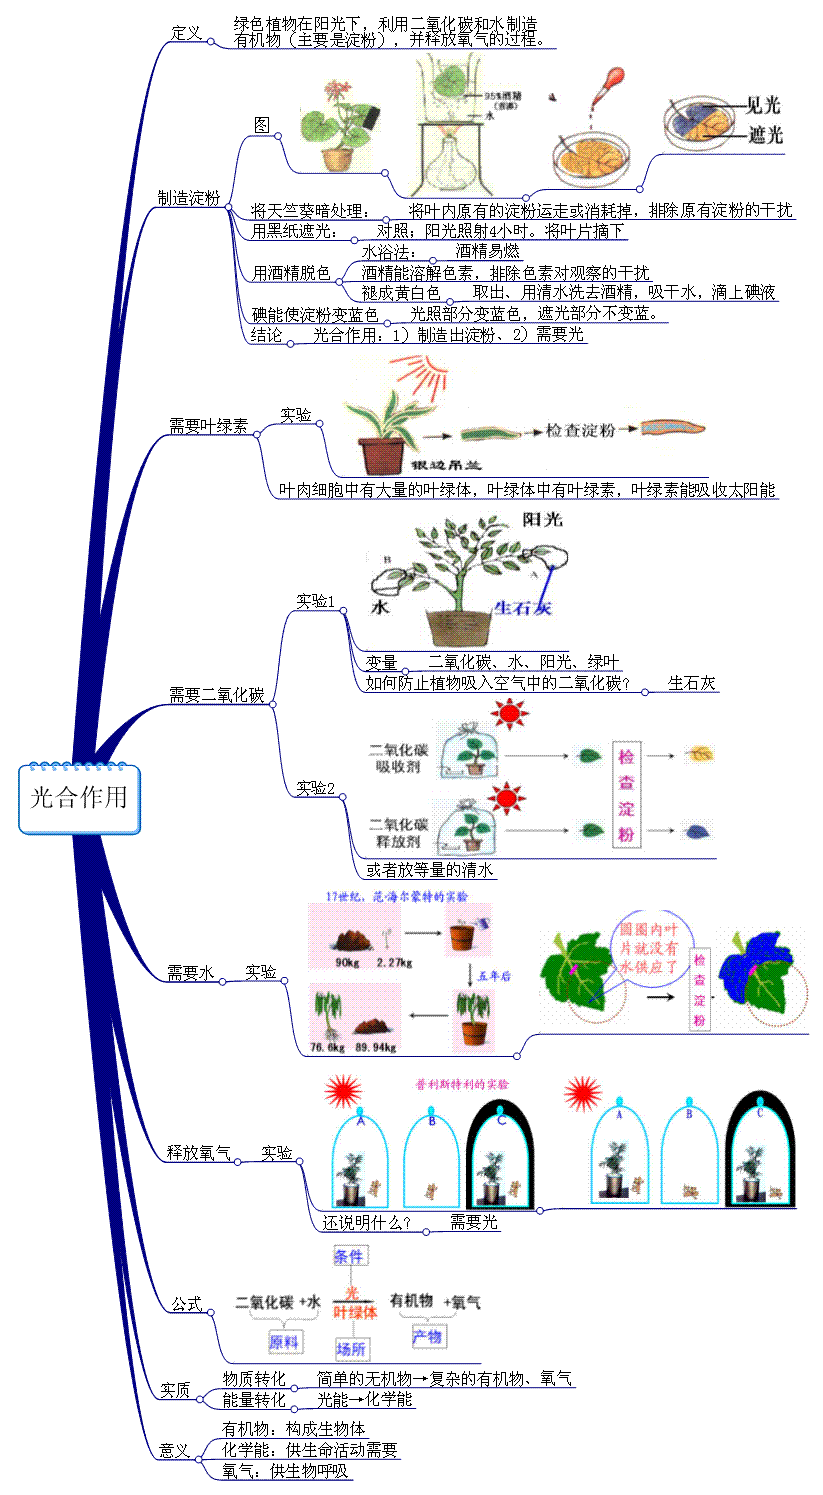 光合作用
定义
绿色植物在阳光下，利用二氧化碳和水制造
有机物（主要是淀粉），并释放氧气的过程。
制造淀粉
图
95%酒精
水
见光
遮光
将天竺葵暗处理：
将叶内原有的淀粉运走或消耗掉，排除原有淀粉的干扰
用黑纸遮光：
对照；阳光照射4小时。将叶片摘下
用酒精脱色
水浴法：
酒精易燃
酒精能溶解色素，排除色素对观察的干扰
褪成黄白色
取出、用清水洗去酒精，吸干水，滴上碘液
碘能使淀粉变蓝色
光照部分变蓝色，遮光部分不变蓝。
结论
光合作用：1）制造出淀粉、2）需要光
需要叶绿素
实验
银边吊兰
检查淀粉
叶肉细胞中有大量的叶绿体，叶绿体中有叶绿素，叶绿素能吸收太阳能
需要二氧化碳
实验1
阳光
B
A
水
生石灰
变量
二氧化碳、水、阳光、绿叶
如何防止植物吸入空气中的二氧化碳？
生石灰
实验2
二氧化碳
吸收剂
二氧化碳
释放剂
检
查
淀
粉
或者放等量的清水
需要水
实验
17世纪，范·海尔蒙特的实验
90kg
2.27kg
五年后
76.6kg
89.94kg
圆圈内叶
片就没有
水供应了
检
查
淀
粉
释放氧气
实验
普利斯特利的实验
A
B
C
A
B
C
还说明什么？
需要光
公式
条件
二氧化碳 +水
光
叶绿体
有机物 +氧气
原料
场所
产物
实质
物质转化
简单的无机物→复杂的有机物、氧气
能量转化
光能→化学能
意义
有机物：构成生物体
化学能：供生命活动需要
氧气：供生物呼吸